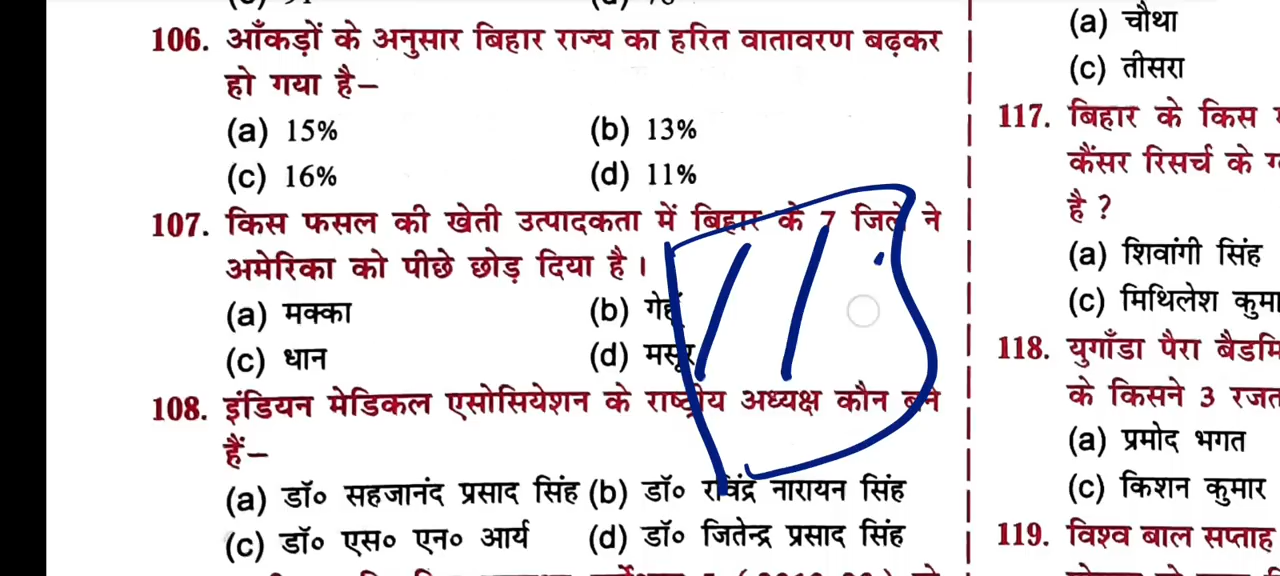 106. आँकड़ों के अनुसार बिहार राज्य का हरित वातावरण बढ़कर
हो गया है–
(a) 15% (b) 13%
(c) 16% (d) 11%
107. किस फसल की खेती उत्पादकता में बिहार के 7 जिले ने
अमेरिका को पीछे छोड़ दिया है ।
(a) मक्का (b) गेहूं
(c) धान (d) मसूर
108. इंडियन मेडिकल एसोसियेशन के राष्ट्रीय अध्यक्ष कौन बने
हैं–
(a) डॉ० सहजानंद प्रसाद सिंह (b) डॉ० रविंद्र नारायन सिंह
(c) डॉ० एस० एन० आर्य (d) डॉ० जितेन्द्र प्रसाद सिंह
(a) चौथा
(c) तीसरा
117. बिहार के किस
कैंसर रिसर्च के
है ?
(a) शिवांगी सिंह
(c) मिथिलेश कुमा
118. युगाँडा पैरा बैडमि
के किसने 3 रजत
(a) प्रमोद भगत
(c) किशन कुमार
119. विश्व बाल सप्ताह